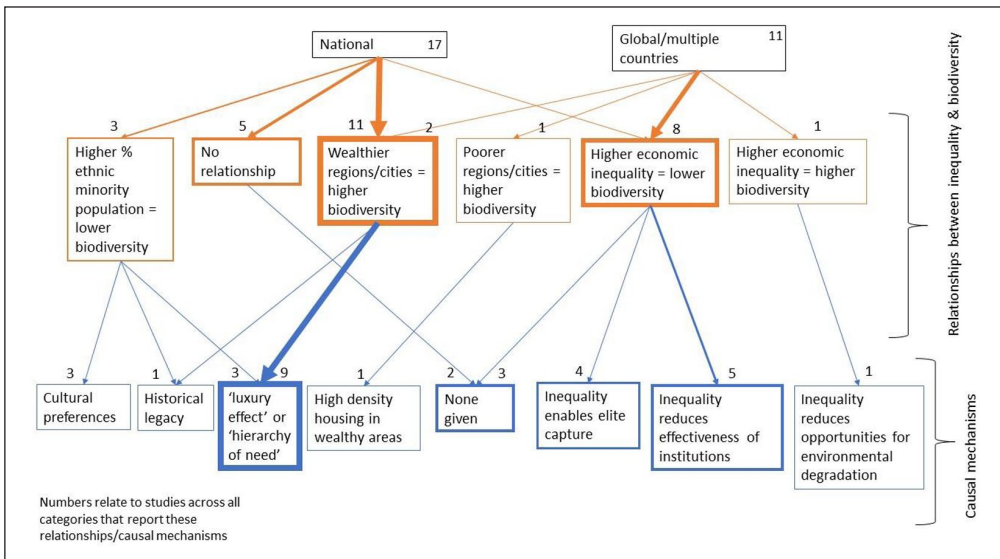 National 17
Global/multiple 11
countries
3
5
11
2
1
8
1
Higher %
ethnic
minority
population =
lower
biodiversity
No
relationship
Wealthier
regions/cities =
higher
biodiversity
Poorer
regions/cities =
higher
biodiversity
Higher economic
inequality = lower
biodiversity
Higher economic
inequality = higher
biodiversity
Relationships between inequality & biodiversity
3
1
3
9
1
2
3
4
5
1
Cultural
preferences
Historical
legacy
‘luxury
effect’ or
‘hierarchy
of need’
High density
housing in
wealthy areas
None
given
Inequality
enables elite
capture
Inequality
reduces
effectiveness of
institutions
Inequality
reduces
opportunities for
environmental
degradation
Causal mechanisms
Numbers relate to studies across all
categories that report these
relationships/causal mechanisms